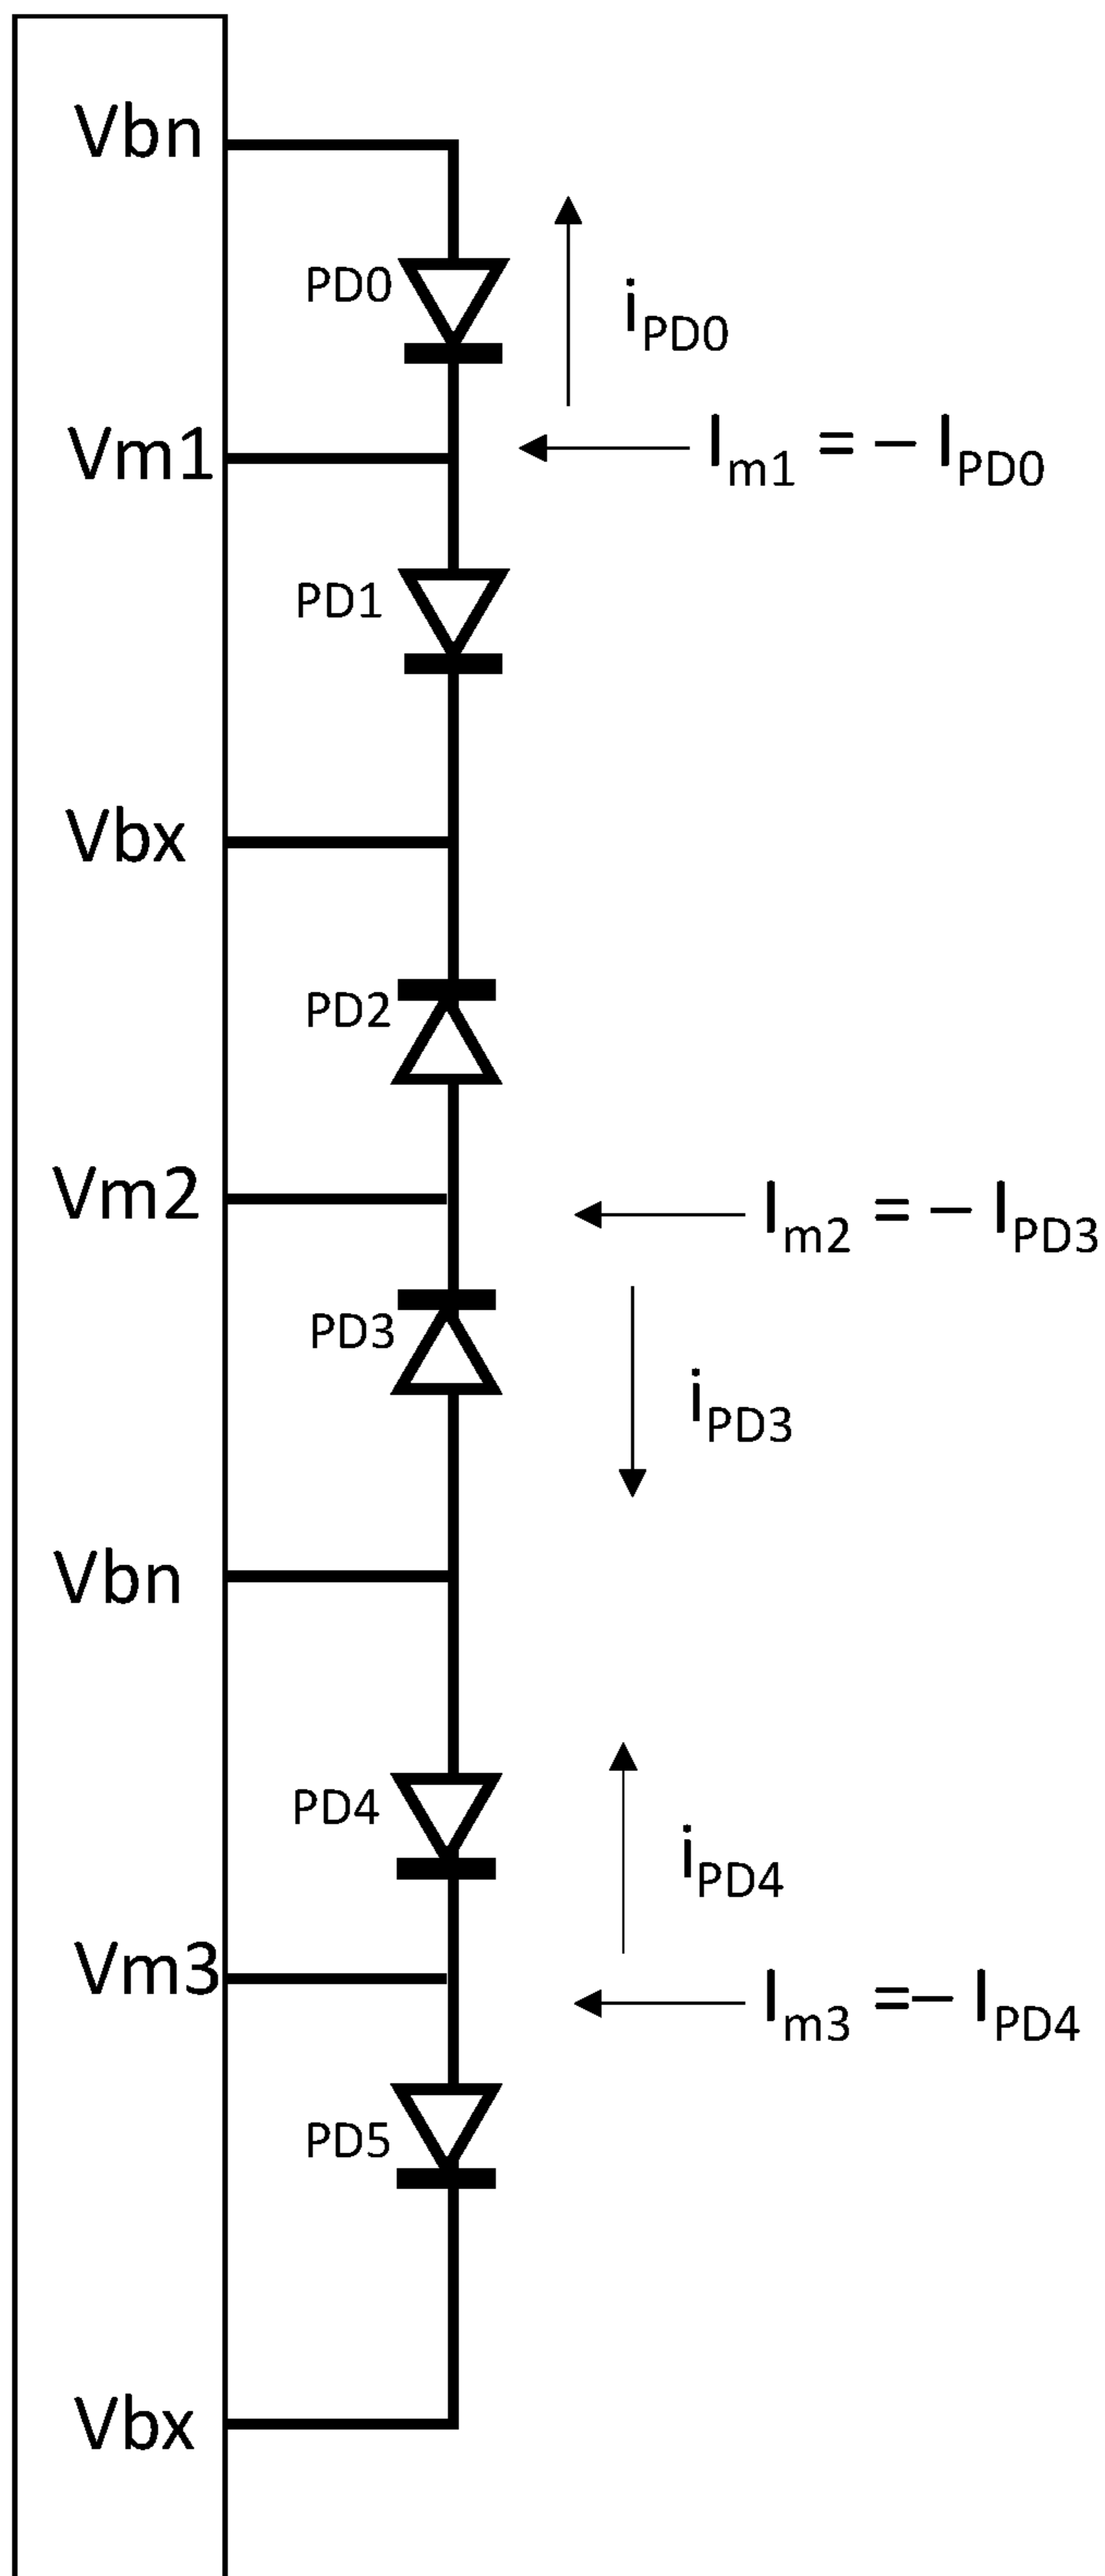 Vbn
PD0
iPD0
Vm1
Im1 = – IPD0
PD1
Vbx
PD2
Vm2
Im2 = – IPD3
PD3
iPD3
Vbn
PD4
iPD4
Vm3
Im3 =– IPD4
PD5
Vbx